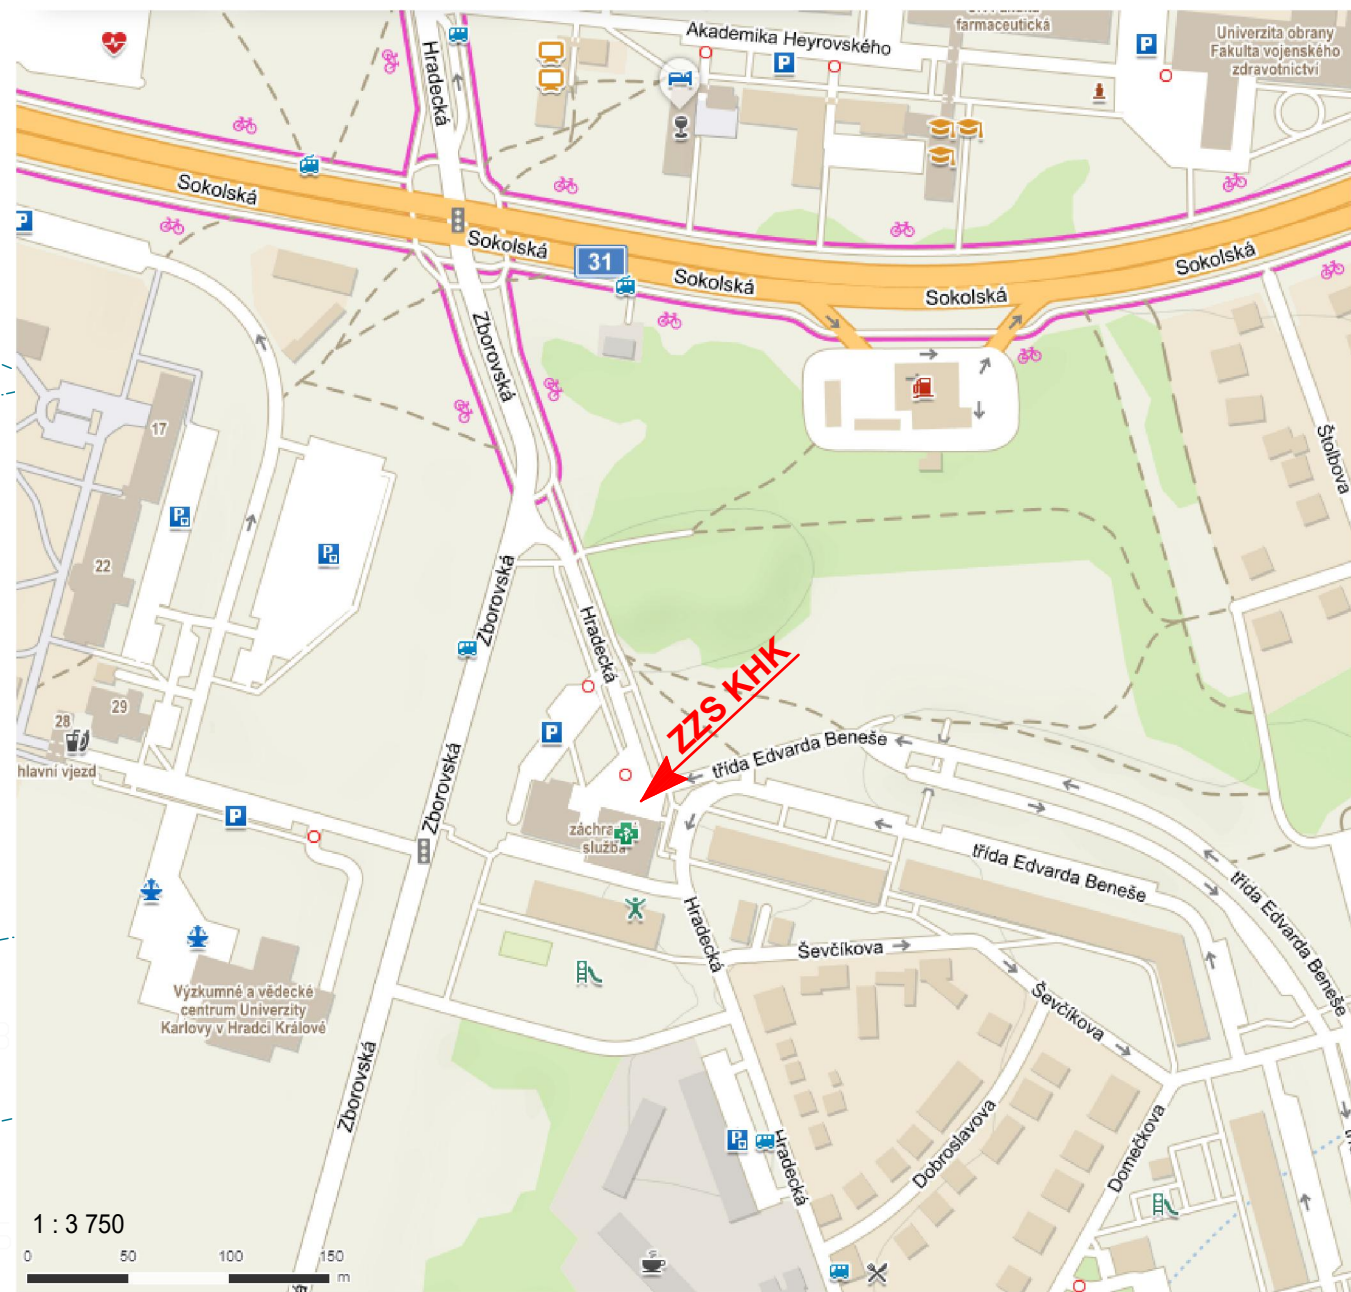 farmaceutická
Akademika Heyrovského
Univerzita obrany
Fakulta vojenského
zdravotnictví
P
P
Hradecká
Sokolská
P
Sokolská
31
Sokolská
Sokolská
Sokolská
Zborovská
Štolbova
17
P
P
22
Zborovská
Hradecká
ZZS KHK
29
28
hlavní vjezd
P
třída Edvarda Beneše
Zborovská
P
služba
třída Edvarda Beneše
třída Edvarda Beneše
Hradecká
Ševčíkova
Výzkumné a vědecké
centrum Univerzity
Karlovy v Hradci Králové
Ševčíkova
Zborovská
P
Hradecká
Dobroslavova
Domečkova
1 : 3 750
0 50 100 150
m